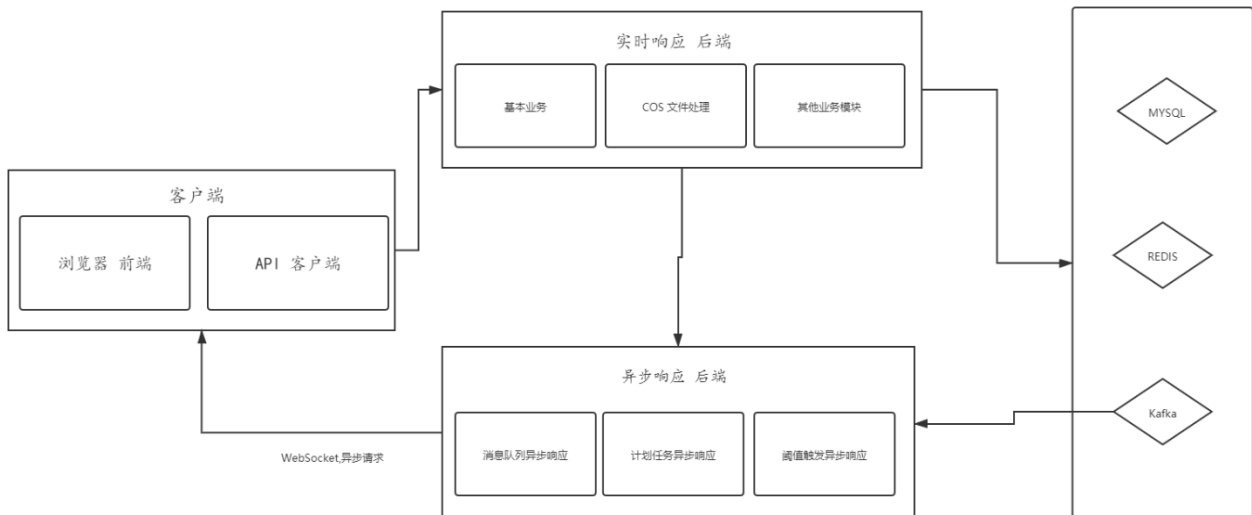 实时响应 后端
基本业务
COS 文件处理
其他业务模块
MYSQL
客户端
浏览器 前端
API 客户端
REDIS
异步响应 后端
Kafka
WebSocket,异步请求
消息队列异步响应
计划任务异步响应
阈值触发异步响应